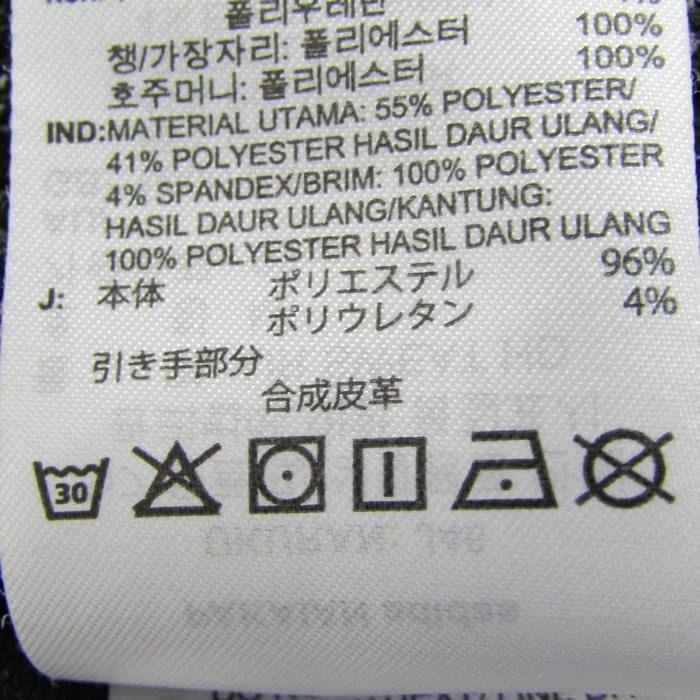 폴리우레탄
챙/가장자리: 폴리에스터 100%
호주머니: 폴리에스터 100%
IND:MATERIAL UTAMA: 55% POLYESTER/
41% POLYESTER HASIL DAUR ULANG/
4% SPANDEX/BRIM: 100% POLYESTER
HASIL DAUR ULANG/KANTUNG:
100% POLYESTER HASIL DAUR ULANG
J: 本体 ポリエステル 96%
ポリウレタン 4%
引き手部分
合成皮革
30
UKURAN: J46
PAKAIAN adidas